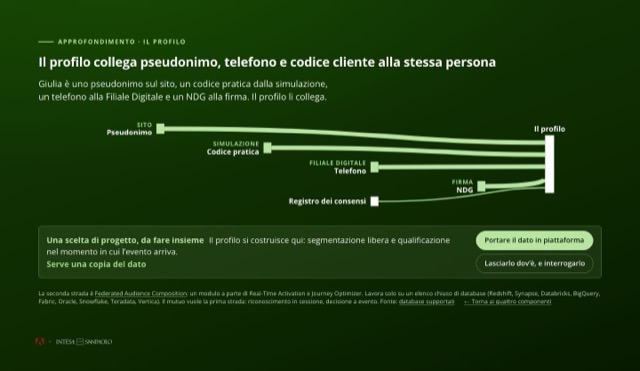 APPROFONDIMENTO · IL PROFILO
Il profilo collega pseudonimo, telefono e codice cliente alla stessa persona
Giulia è uno pseudonimo sul sito, un codice pratica dalla simulazione,
un telefono alla Filiale Digitale e un NDG alla firma. Il profilo li collega.
SITO
Pseudonimo
SIMULAZIONE
Codice pratica
FILIALE DIGITALE
Telefono
FIRMA
NDG
Registro dei consensi
Il profilo
Una scelta di progetto, da fare insieme Il profilo si costruisce qui: segmentazione libera e qualificazione
nel momento in cui l'evento arriva.
Serve una copia del dato
Portare il dato in piattaforma
Lasciarlo dov'è, e interrogarlo
La seconda strada è Federated Audience Composition: un modulo a parte di Real-Time Activation e Journey Optimizer. Lavora solo su un elenco chiuso di database (Redshift, Synapse, Databricks, BigQuery,
Fabric, Oracle, Snowflake, Teradata, Vertica). Il mutuo vuole la prima strada: riconoscimento in sessione, decisione a evento. Fonte: database supportati ← Torna ai quattro componenti
INTESA SANPAOLO